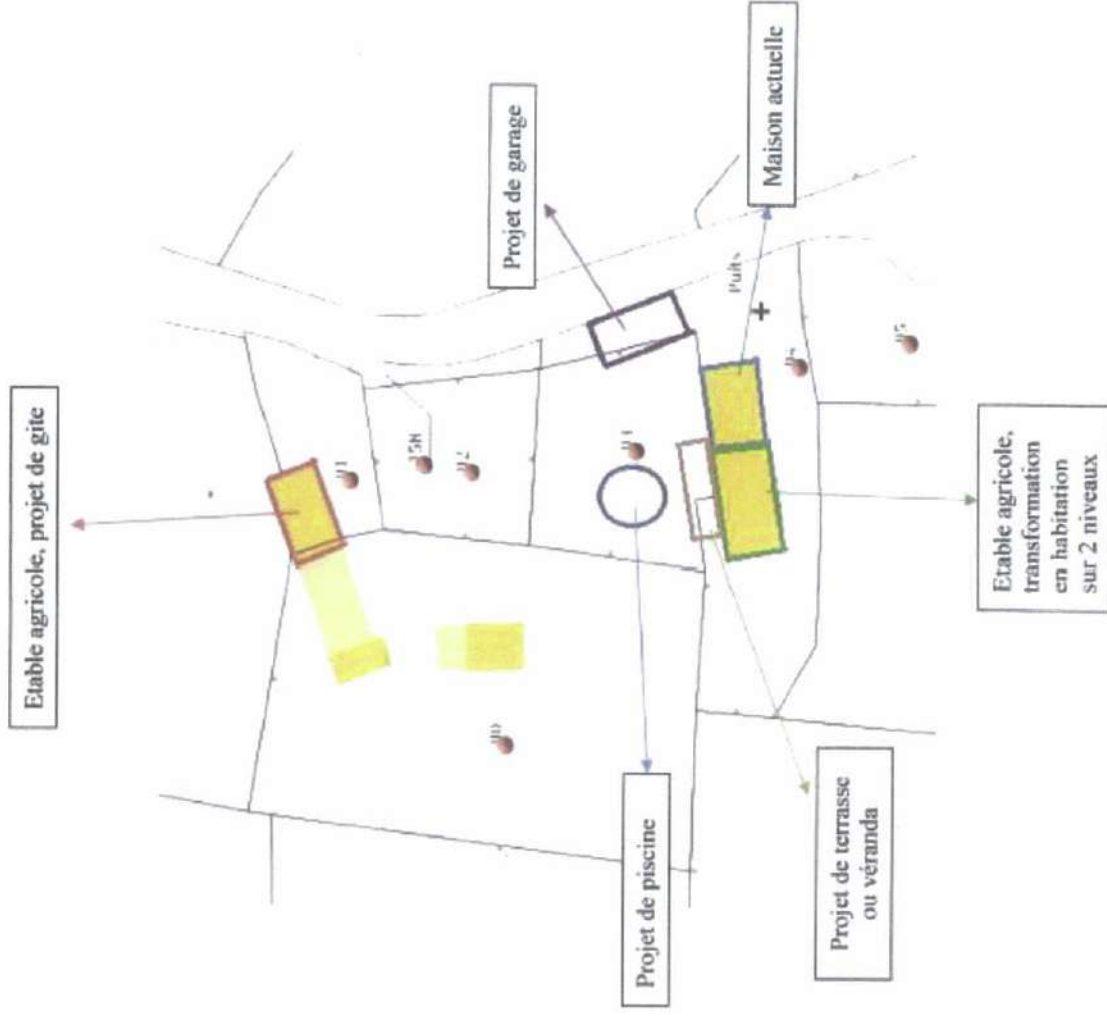 Etable agricole, projet de gite
Projet de garage
Maison actuelle
Puits
Projet de piscine
Projet de terrasse
ou véranda
Etable agricole,
transformation
en habitation
sur 2 niveaux